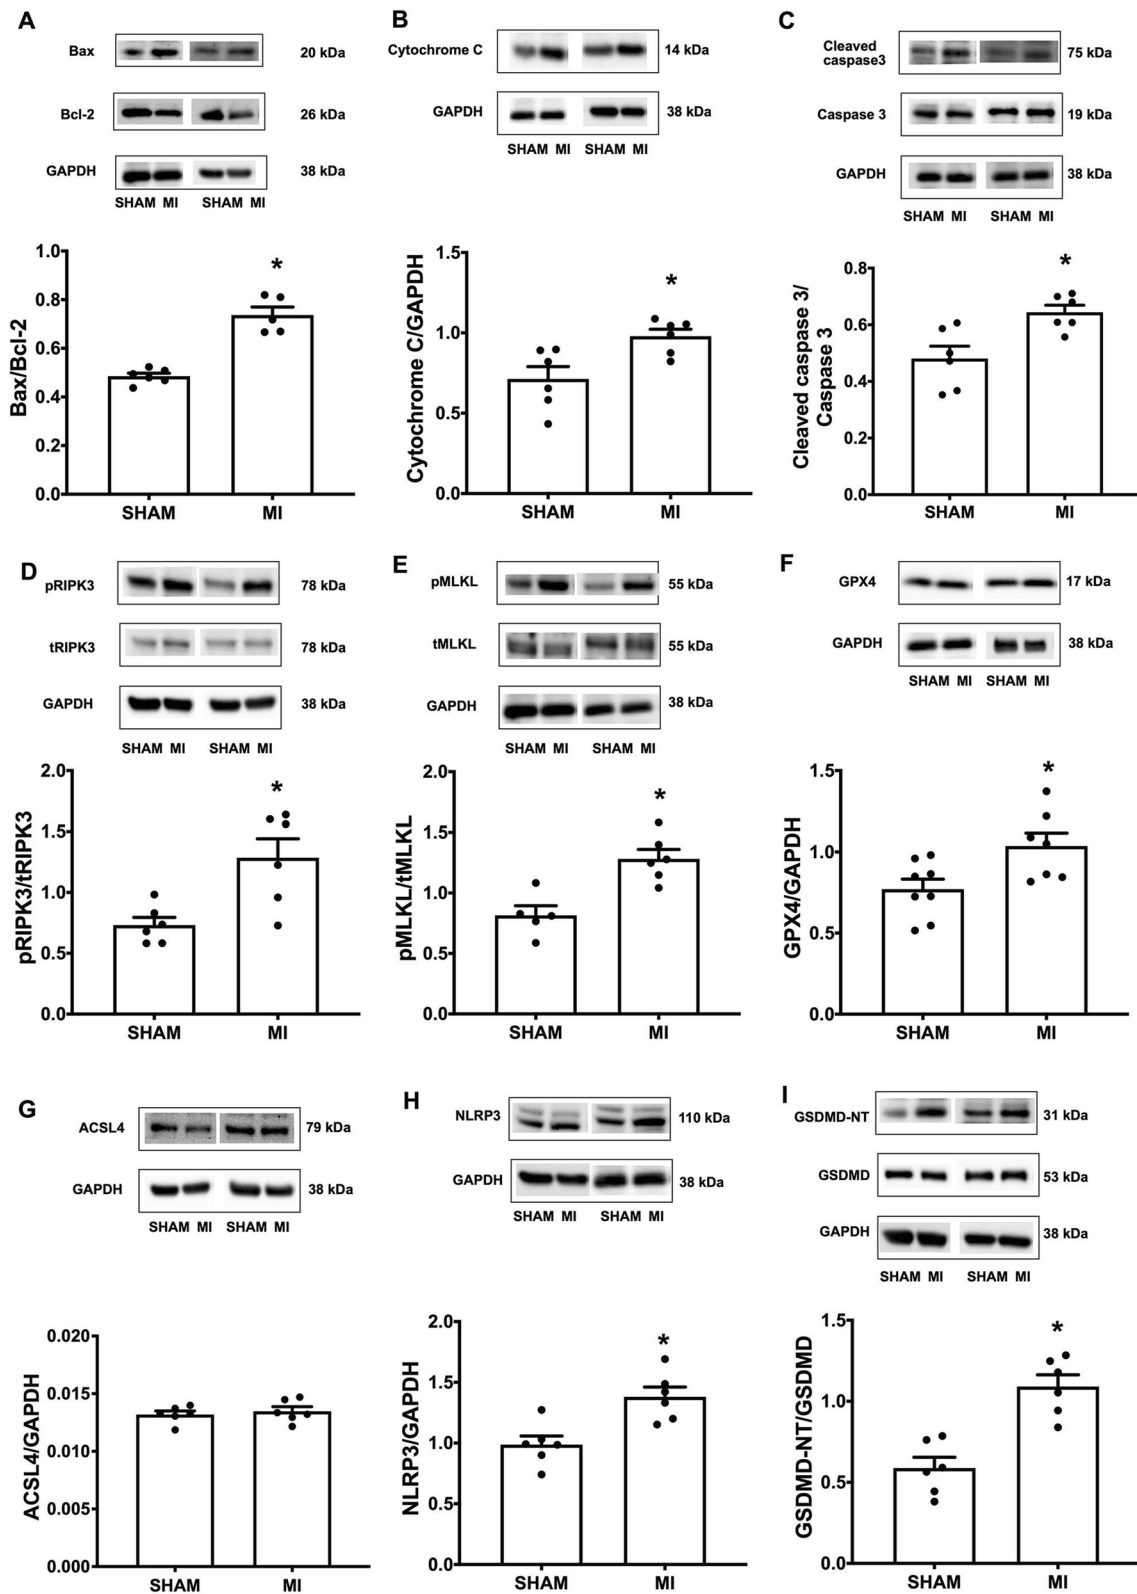 A
Bax
20 kDa
Bcl-2
26 kDa
GAPDH
38 kDa
SHAM MI SHAM MI
1.0
0.8
0.6
0.4
0.2
0.0
Bax/Bcl-2
*
SHAM MI
B
Cytochrome C
14 kDa
GAPDH
38 kDa
SHAM MI SHAM MI
1.5
1.0
0.5
0.0
Cytochrome C/GAPDH
*
SHAM MI
C
Cleaved
caspase3
75 kDa
Caspase 3
19 kDa
GAPDH
38 kDa
SHAM MI SHAM MI
0.8
0.6
0.4
0.2
0.0
Cleaved caspase 3/
Caspase 3
*
SHAM MI
D
pRIPK3
78 kDa
tRIPK3
78 kDa
GAPDH
38 kDa
SHAM MI SHAM MI
2.0
1.5
1.0
0.5
0.0
pRIPK3/tRIPK3
*
SHAM MI
E
pMLKL
55 kDa
tMLKL
55 kDa
GAPDH
38 kDa
SHAM MI SHAM MI
2.0
1.5
1.0
0.5
0.0
pMLKL/tMLKL
*
SHAM MI
F
GPX4
17 kDa
GAPDH
38 kDa
SHAM MI SHAM MI
1.5
1.0
0.5
0.0
GPX4/GAPDH
*
SHAM MI
G
ACSL4
79 kDa
GAPDH
38 kDa
SHAM MI SHAM MI
0.020
0.015
0.010
0.005
0.000
ACSL4/GAPDH
SHAM MI
H
NLRP3
110 kDa
GAPDH
38 kDa
SHAM MI SHAM MI
2.0
1.5
1.0
0.5
0.0
NLRP3/GAPDH
*
SHAM MI
I
GSDMD-NT
31 kDa
GSDMD
53 kDa
GAPDH
38 kDa
SHAM MI SHAM MI
1.5
1.0
0.5
0.0
GSDMD-NT/GSDMD
*
SHAM MI